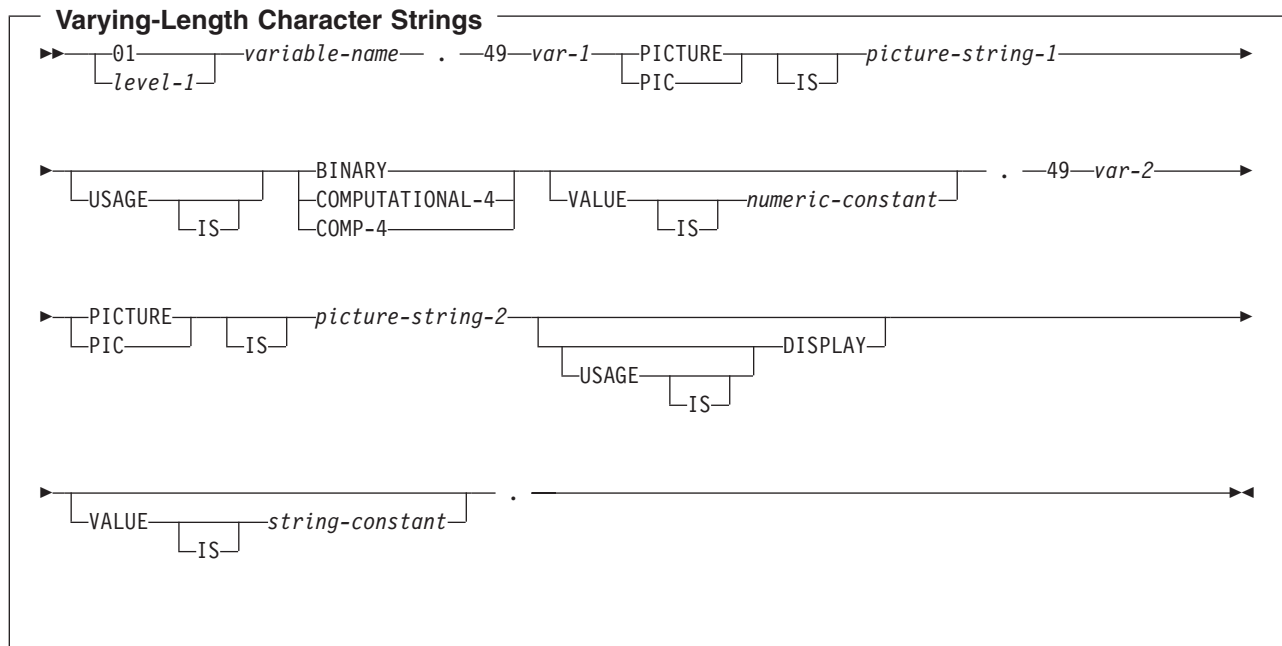 Varying-Length Character Strings
01 variable-name . 49 var-1 PICTURE picture-string-1
level-1 PIC IS
BINARY . 49 var-2
USAGE COMPUTATIONAL-4 VALUE numeric-constant
IS COMP-4 IS
PICTURE picture-string-2
PIC IS DISPLAY
USAGE
IS
.
VALUE string-constant
IS